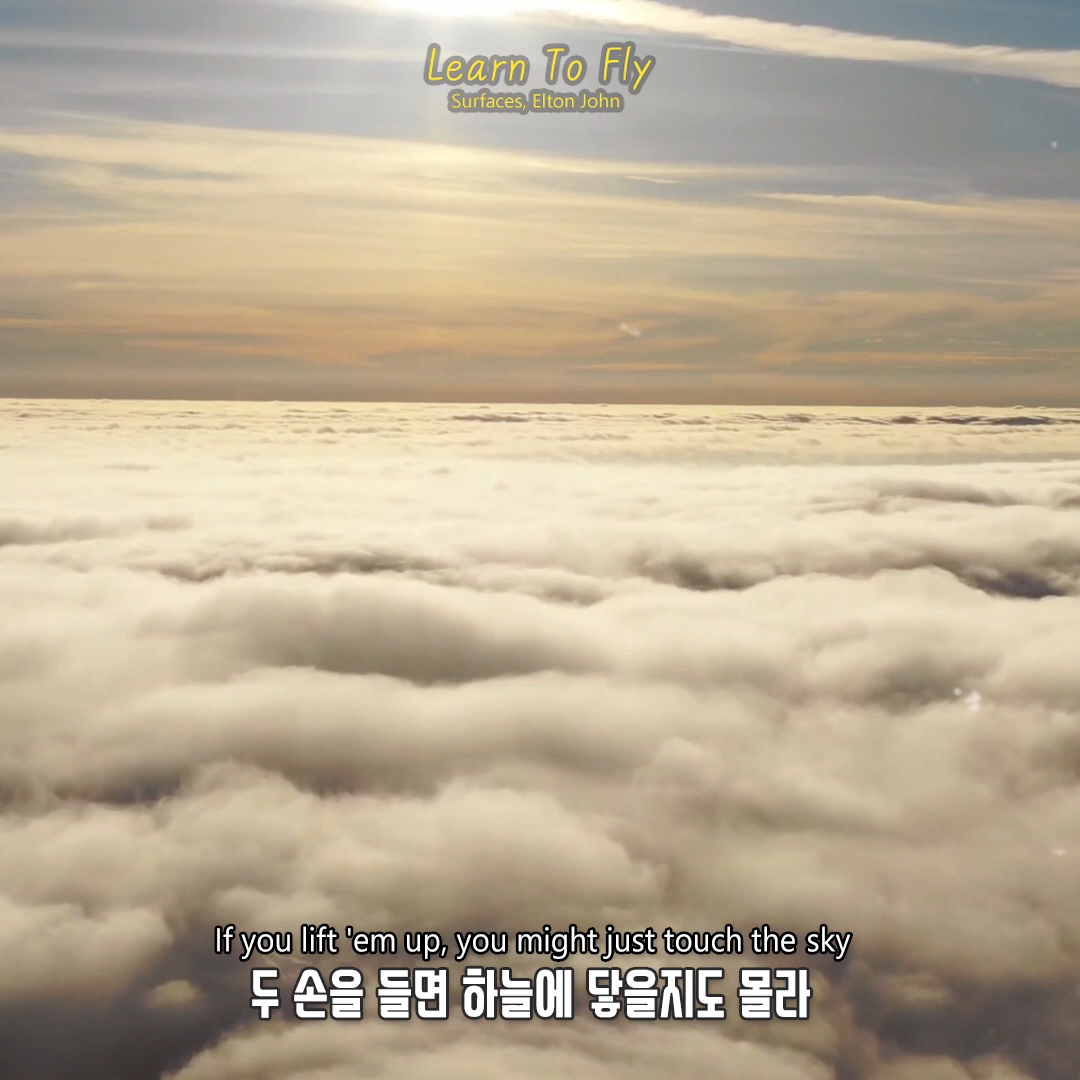 Learn To Fly
Surfaces, Elton John
If you lift 'em up, you might just touch the sky
두 손을 들면 하늘에 닿을지도 몰라